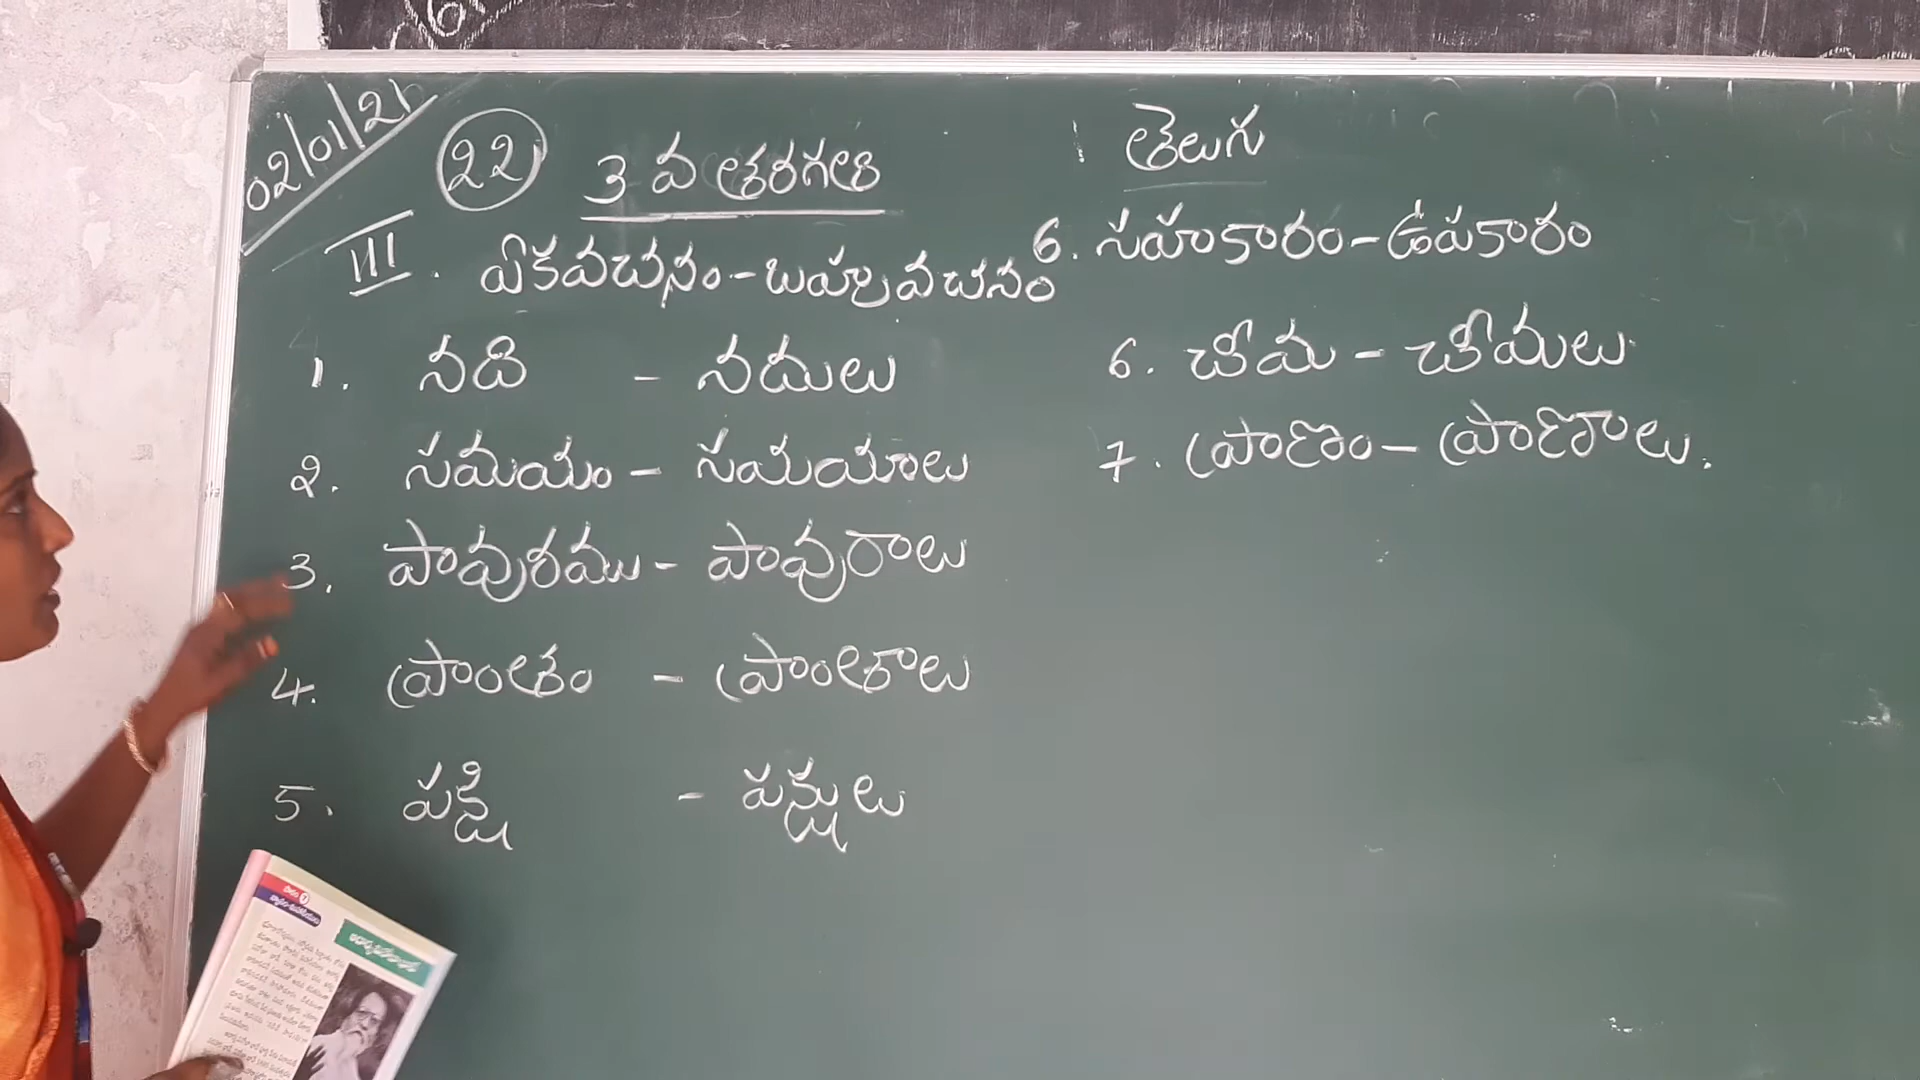 02/01/21
22
3 వ తరగతి
తెలుగు
III. ఏకవచనం-బహువచనం
1. నది - నదులు
2. సమయం - సమయాలు
3. పావురము - పావురాలు
4. ప్రాంతం - ప్రాంతాలు
5. పక్షి - పక్షులు
6. సహకారం-ఉపకారం
6. చీమ - చీమలు
7. ప్రాణం - ప్రాణాలు.